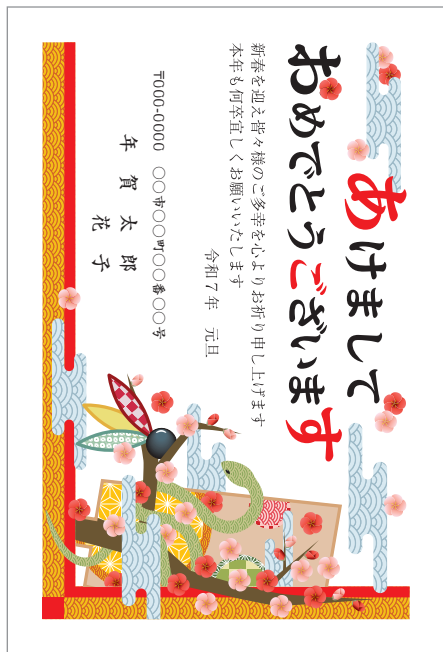 あけまして
おめでとうございます
新春を迎え皆々様のご多幸を心よりお祈り申し上げます
本年も何卒宜しくお願いいたします
令和７年　元旦
〒000-0000　〇〇市〇〇町〇〇番〇〇号
年賀太郎
花子